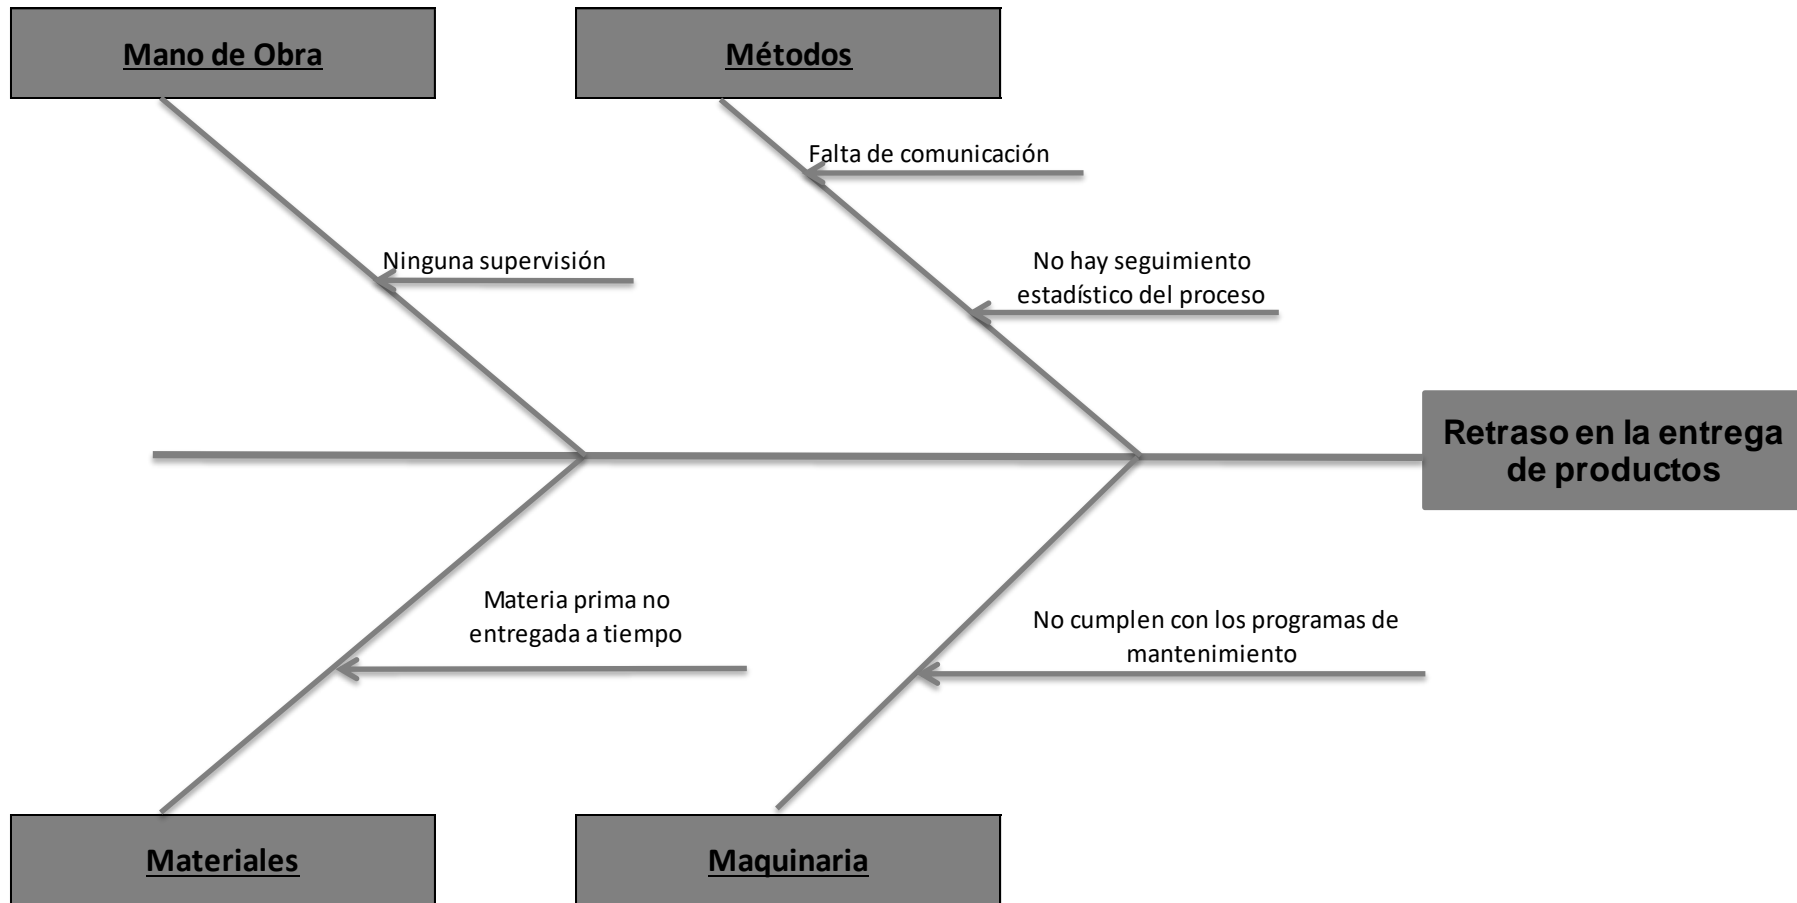 Mano de Obra
Métodos
Falta de comunicación
Ninguna supervisión
No hay seguimiento
estadístico del proceso
Retraso en la entrega
de productos
Materia prima no
entregada a tiempo
No cumplen con los programas de
mantenimiento
Materiales
Maquinaria